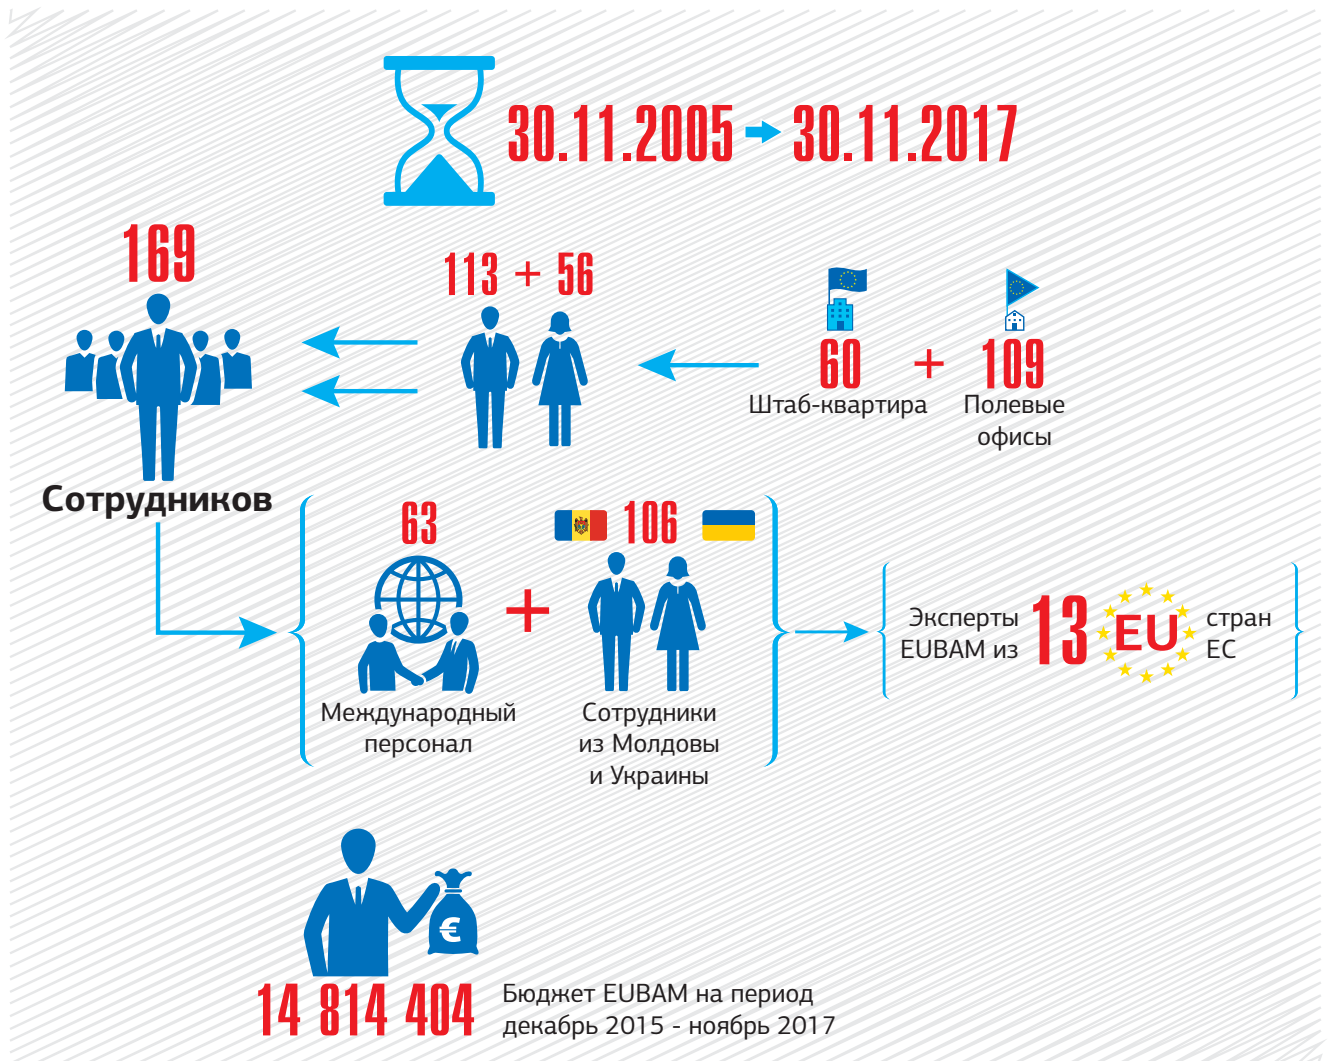 30.11.2005 30.11.2017
169
113 + 56
60 + 109
Штаб-квартира
Полевые
офисы
Сотрудников
63 + 106
Международный
персонал
Сотрудники
из Молдовы
и Украины
Эксперты
EUBAM из
13
EU
стран
ЕС
€
14 814 404
Бюджет EUBAM на период
декабрь 2015 - ноябрь 2017